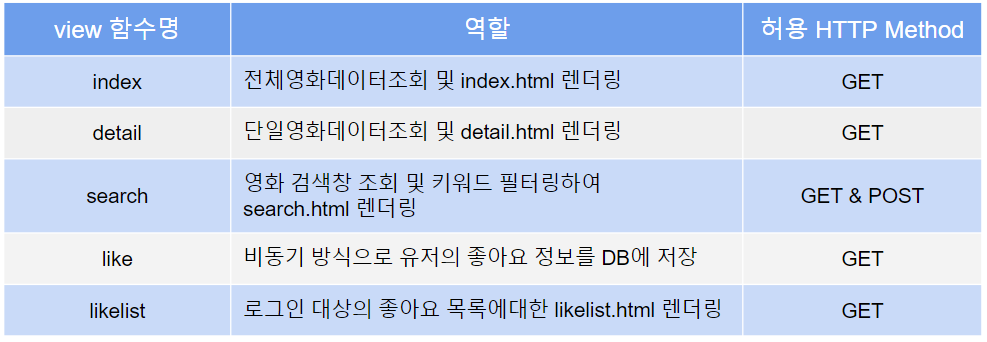 view 함수명 역할 허용 HTTP Method
index 전체영화데이터조회 및 index.html 렌더링 GET
detail 단일영화데이터조회 및 detail.html 렌더링 GET
search 영화 검색창 조회 및 키워드 필터링하여
search.html 렌더링 GET & POST
like 비동기 방식으로 유저의 좋아요 정보를 DB에 저장 GET
likelist 로그인 대상의 좋아요 목록에대한 likelist.html 렌더링 GET